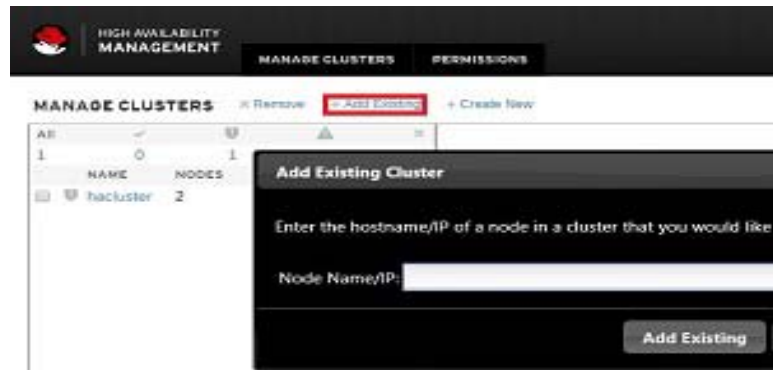 HIGH AVAILABILITY
MANAGEMENT
MANAGE CLUSTERS PERMISSIONS
MANAGE CLUSTERS × Remove + Add Existing + Create New
All
1 0 1
NAME NODES
hacluster 2
Add Existing Cluster
Enter the hostname/IP of a node in a cluster that you would like
Node Name/IP:
Add Existing